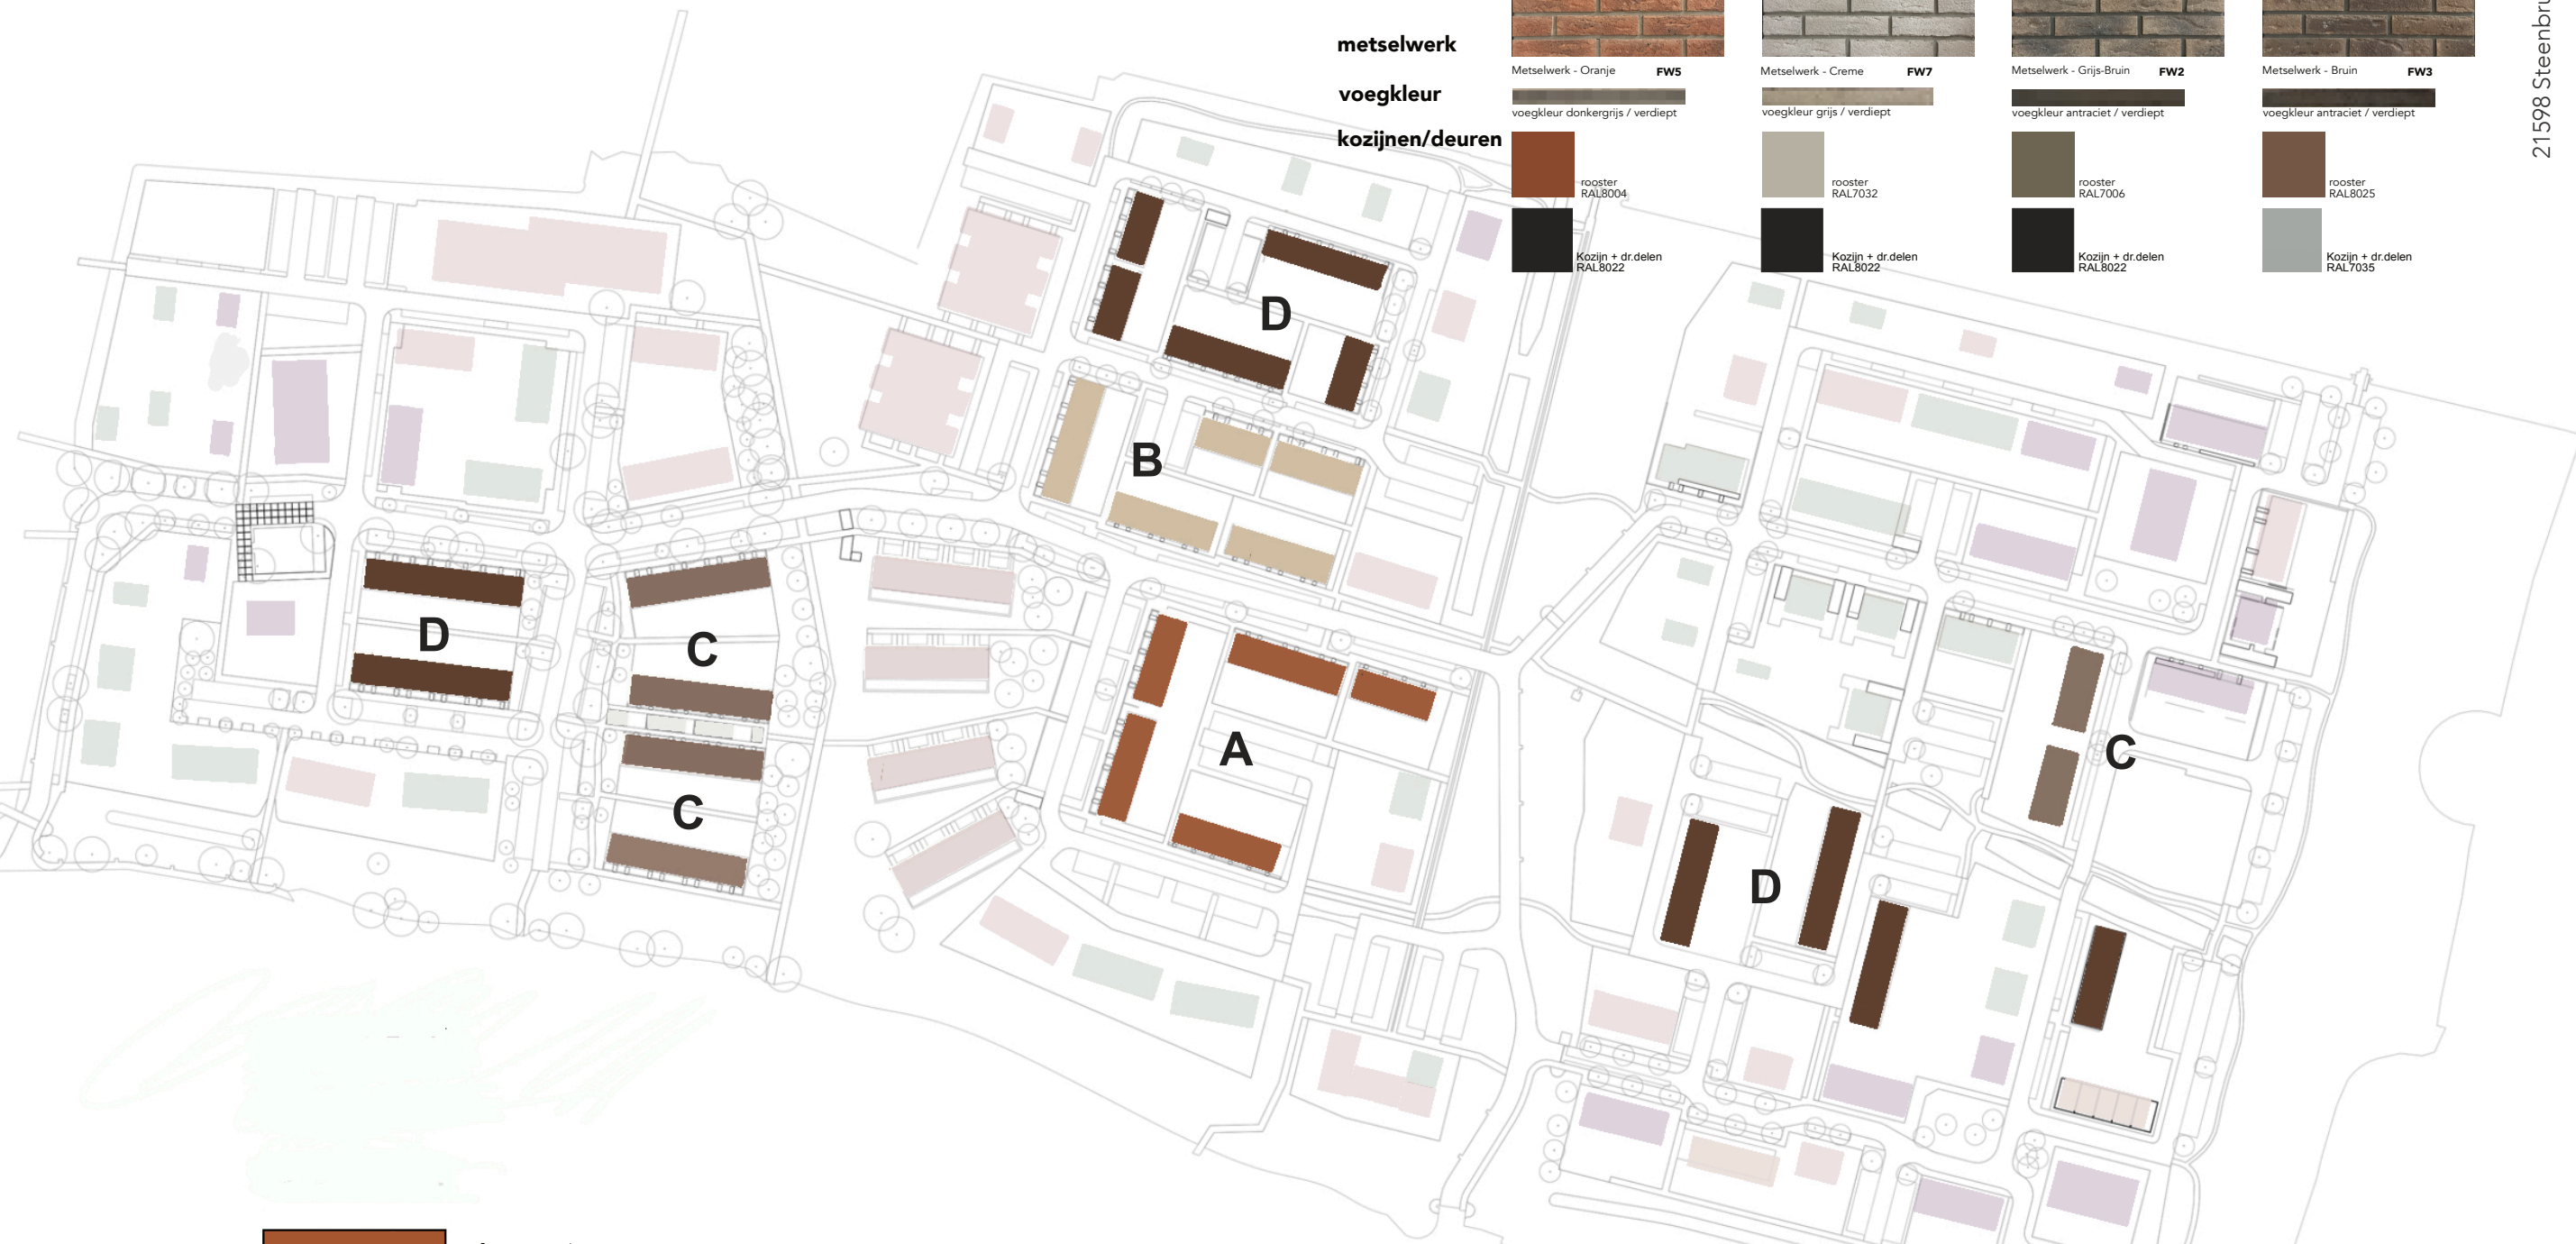 metselwerk
Metselwerk - Oranje FW5
Metselwerk - Creme FW7
Metselwerk - Grijs-Bruin FW2
Metselwerk - Bruin FW3
voegkleur
voegkleur donkergrijs / verdiept
voegkleur grijs / verdiept
voegkleur antraciet / verdiept
voegkleur antraciet / verdiept
kozijnen/deuren
rooster
RAL8004
rooster
RAL7032
rooster
RAL7006
rooster
RAL8025
Kozijn + dr.delen
RAL8022
Kozijn + dr.delen
RAL8022
Kozijn + dr.delen
RAL8022
Kozijn + dr.delen
RAL7035
21598
D
B
D
C
A
C
C
D